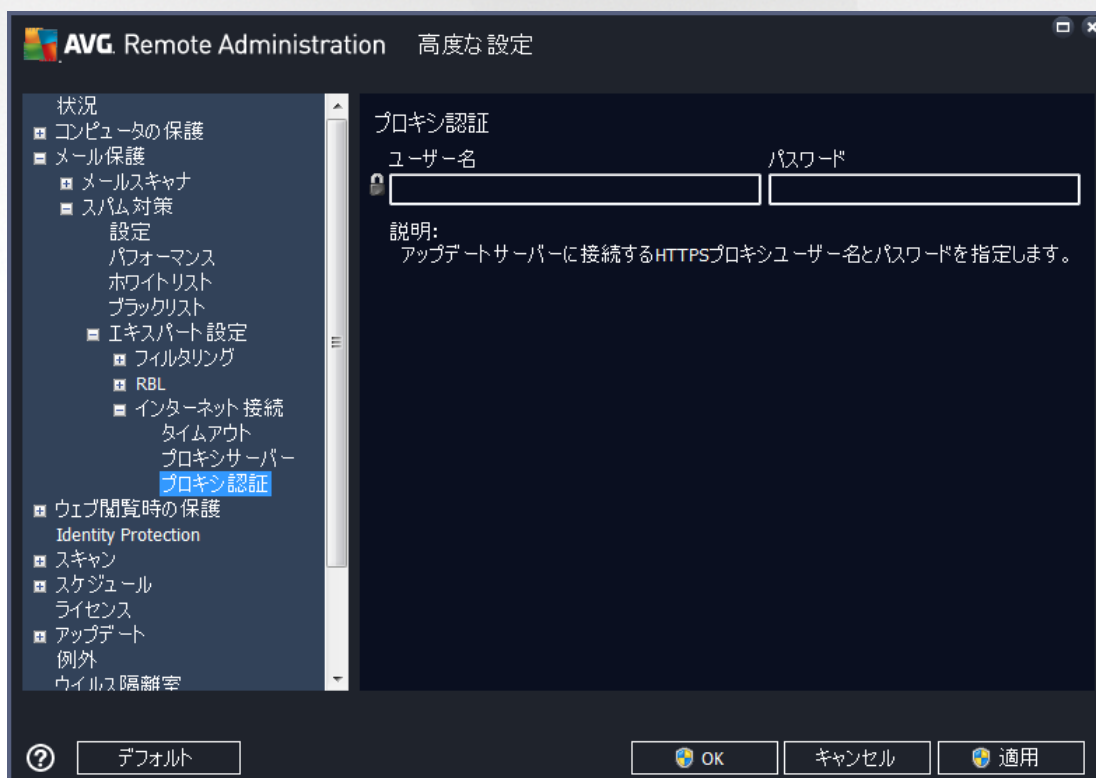 AVG. Remote Administration 高度な設定
状況
コンピュータの保護
メール保護
メールスキャナ
スパム対策
設定
パフォーマンス
ホワイトリスト
ブラックリスト
エキスパート設定
フィルタリング
RBL
インターネット接続
タイムアウト
プロキシサーバー
プロキシ認証
ウェブ閲覧時の保護
Identity Protection
スキャン
スケジュール
ライセンス
アップデート
例外
ウイルス隔離室
プロキシ認証
ユーザー名 パスワード
説明:
アップデートサーバーに接続するHTTPSプロキシユーザー名とパスワードを指定します。
デフォルト OK キャンセル 適用